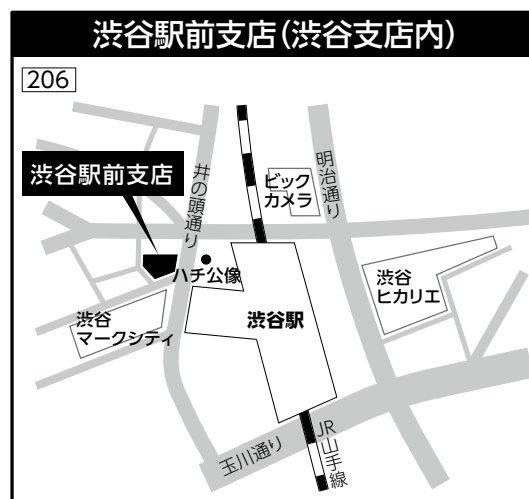 渋谷駅前支店（渋谷支店内）
206
渋谷駅前支店
井の頭通り
ビック
カメラ
明治通り
ハチ公像
渋谷
ヒカリエ
渋谷
マークシティ
渋谷駅
玉川通り
JR山手線